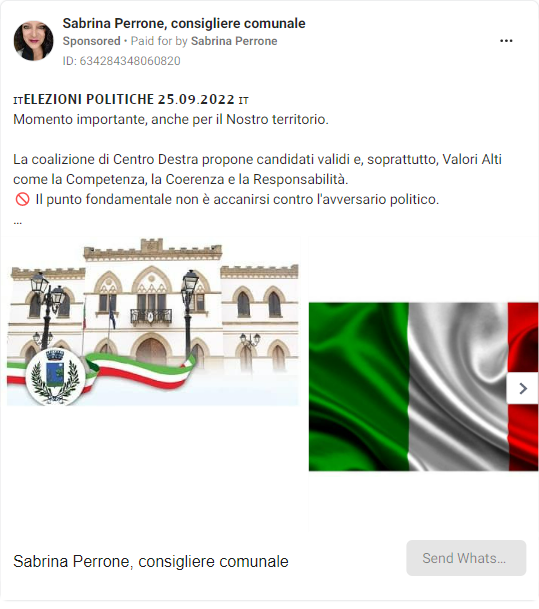 Sabrina Perrone, consigliere comunale
Sponsored • Paid for by Sabrina Perrone
ID: 634284348060820
ɪᴛELEZIONI POLITICHE 25.09.2022 ɪᴛ
Momento importante, anche per il Nostro territorio.
La coalizione di Centro Destra propone candidati validi e, soprattutto, Valori Alti
come la Competenza, la Coerenza e la Responsabilità.
🚫 Il punto fondamentale non è accanirsi contro l'avversario politico.
...
Sabrina Perrone, consigliere comunale
Send Whats...